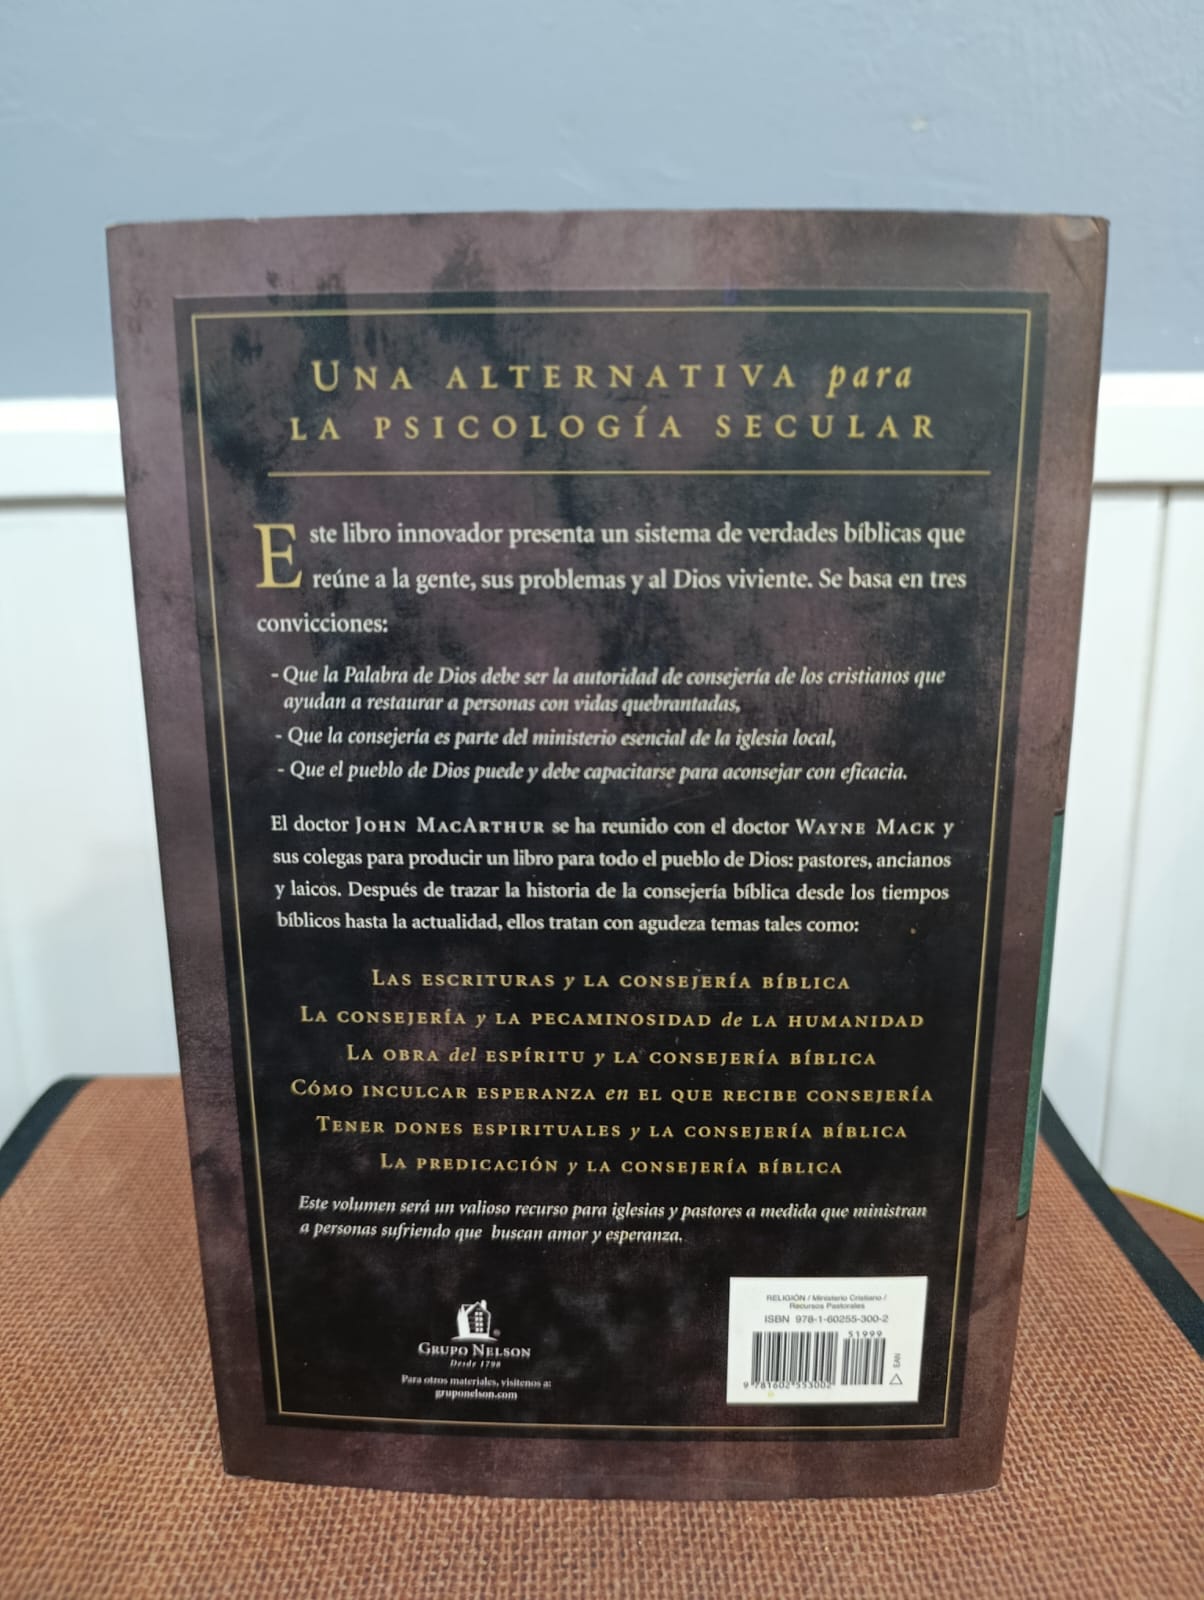 UNA ALTERNATIVA para
LA PSICOLOGÍA SECULAR
Este libro innovador presenta un sistema de verdades bíblicas que
reúne a la gente, sus problemas y al Dios viviente. Se basa en tres
convicciones:
- Que la Palabra de Dios debe ser la autoridad de consejería de los cristianos que
ayudan a restaurar a personas con vidas quebrantadas,
- Que la consejería es parte del ministerio esencial de la iglesia local,
- Que el pueblo de Dios puede y debe capacitarse para aconsejar con eficacia.
El doctor JOHN MACARTHUR se ha reunido con el doctor WAYNE MACK y
sus colegas para producir un libro para todo el pueblo de Dios: pastores, ancianos
y laicos. Después de trazar la historia de la consejería bíblica desde los tiempos
bíblicos hasta la actualidad, ellos tratan con agudeza temas tales como:
LAS ESCRITURAS y LA CONSEJERÍA BÍBLICA
LA CONSEJERÍA y LA PECAMINOSIDAD de LA HUMANIDAD
LA OBRA del ESPÍRITU y LA CONSEJERÍA BÍBLICA
CÓMO INCULCAR ESPERANZA en EL QUE RECIBE CONSEJERÍA
TENER DONES ESPIRITUALES y LA CONSEJERÍA BÍBLICA
LA PREDICACIÓN y LA CONSEJERÍA BÍBLICA
Este volumen será un valioso recurso para iglesias y pastores a medida que ministran
a personas sufriendo que buscan amor y esperanza.
GRUPO NELSON
Desde 1798
Para otros materiales, visítenos a:
gruponelson.com
RELIGIÓN / Ministerio Cristiano /
Recursos Pastorales
ISBN 978-1-60255-300-2
51999
9 781602 553002
EAN